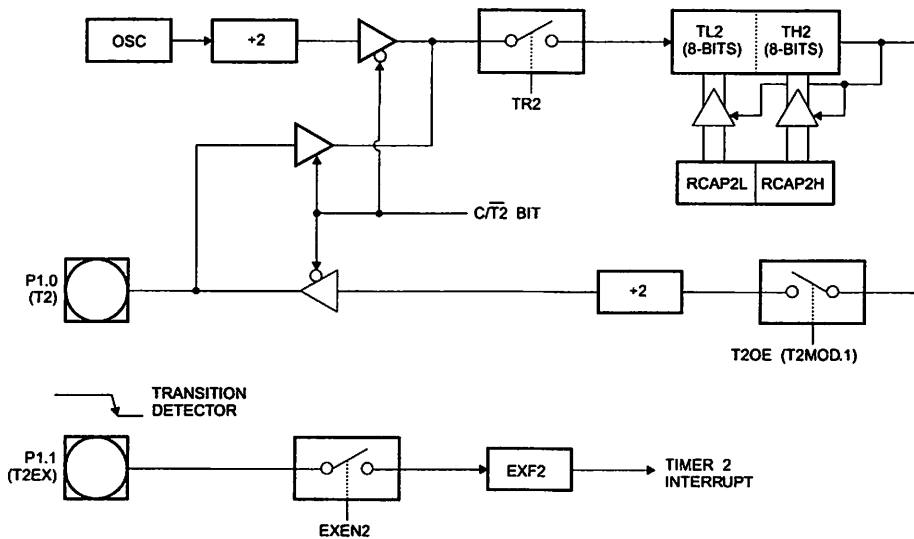 OSC
÷2
TR2
TL2
(8-BITS)
TH2
(8-BITS)
RCAP2L
RCAP2H
C/T2 BIT
P1.0
(T2)
÷2
T2OE (T2MOD.1)
TRANSITION
DETECTOR
P1.1
(T2EX)
EXEN2
EXF2
TIMER 2
INTERRUPT